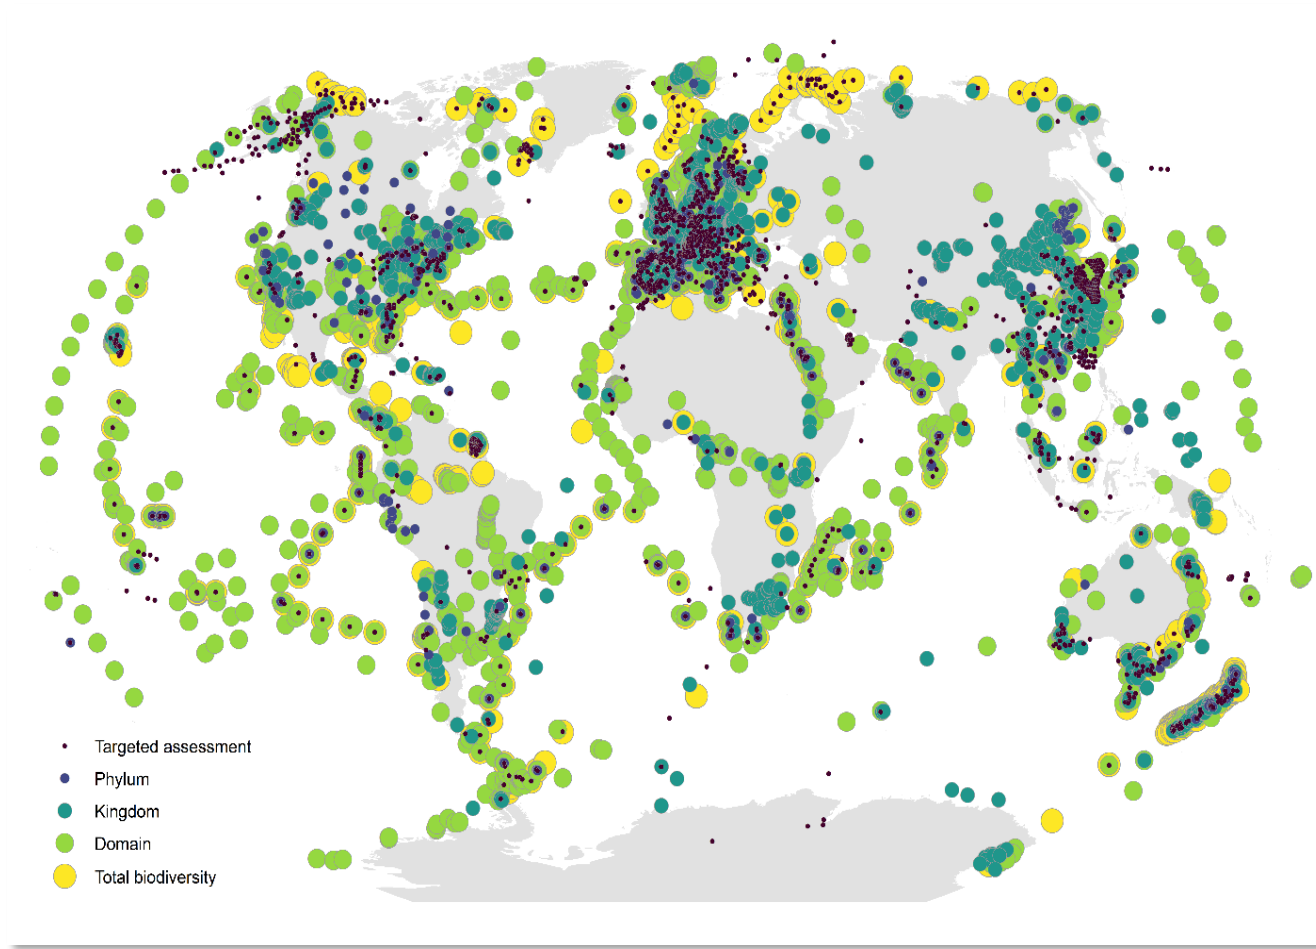 Targeted assessment
Phylum
Kingdom
Domain
Total biodiversity